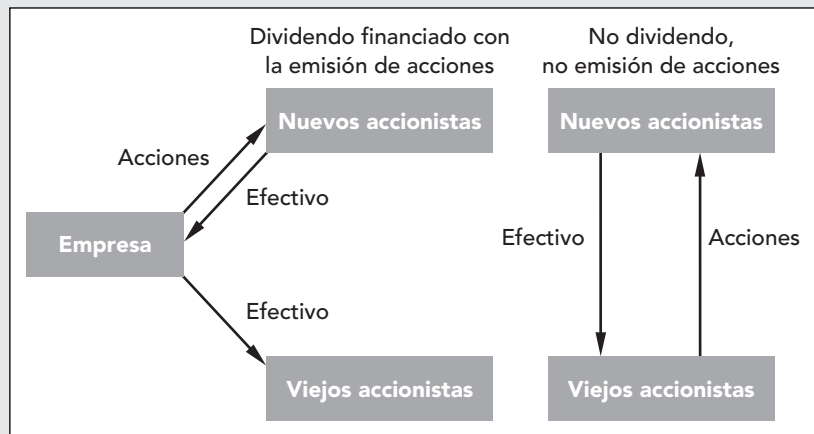 Dividendo financiado con
la emisión de acciones
Nuevos accionistas
Acciones
Efectivo
Empresa
Efectivo
Viejos accionistas
No dividendo,
no emisión de acciones
Nuevos accionistas
Efectivo
Acciones
Viejos accionistas